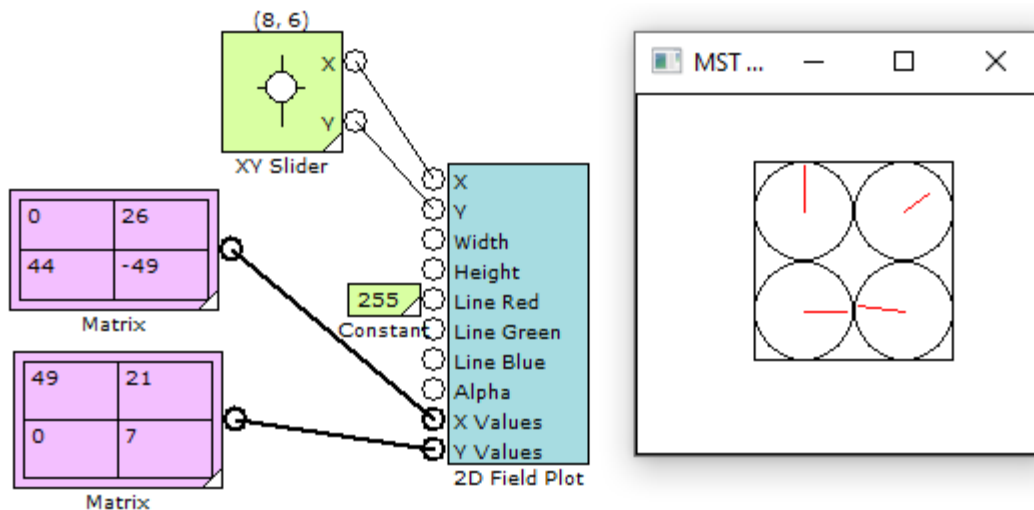 (8, 6)
X
Y
XY Slider
0 26
44 -49
Matrix
49 21
0 7
Matrix
255
Constant
X
Y
Width
Height
Line Red
Line Green
Line Blue
Alpha
X Values
Y Values
2D Field Plot
MST ...